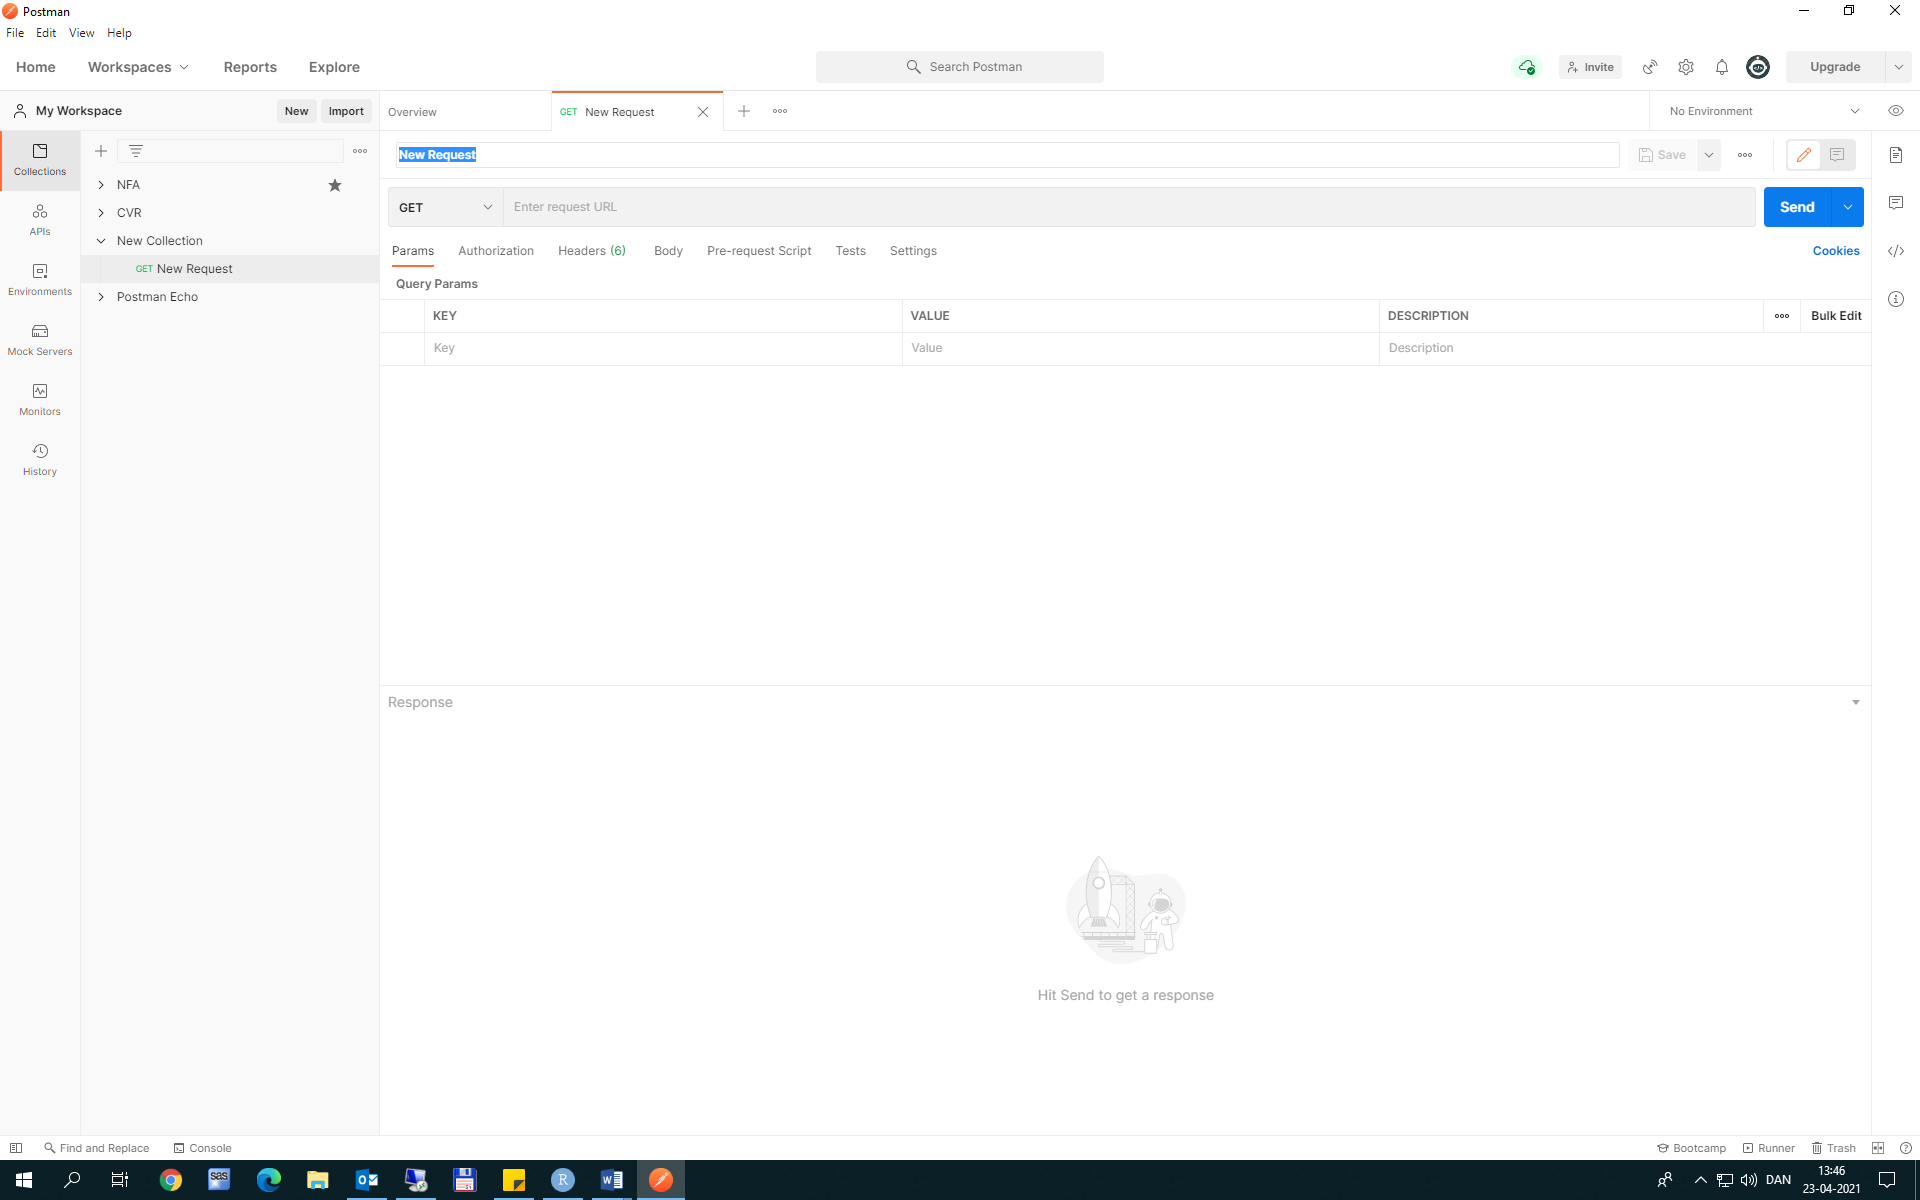 Postman
File Edit View Help
Home Workspaces Reports Explore Search Postman Invite Upgrade
My Workspace New Import Overview GET New Request No Environment
Collections
APIs
Environments
Mock Servers
Monitors
History
NFA
CVR
New Collection
GET New Request
Postman Echo
New Request Save
GET Enter request URL Send
Params Authorization Headers (6) Body Pre-request Script Tests Settings Cookies
Query Params
KEY VALUE DESCRIPTION Bulk Edit
Key Value Description
Response
Hit Send to get a response
Find and Replace Console Bootcamp Runner Trash
sas
DAN
13:46
23-04-2021